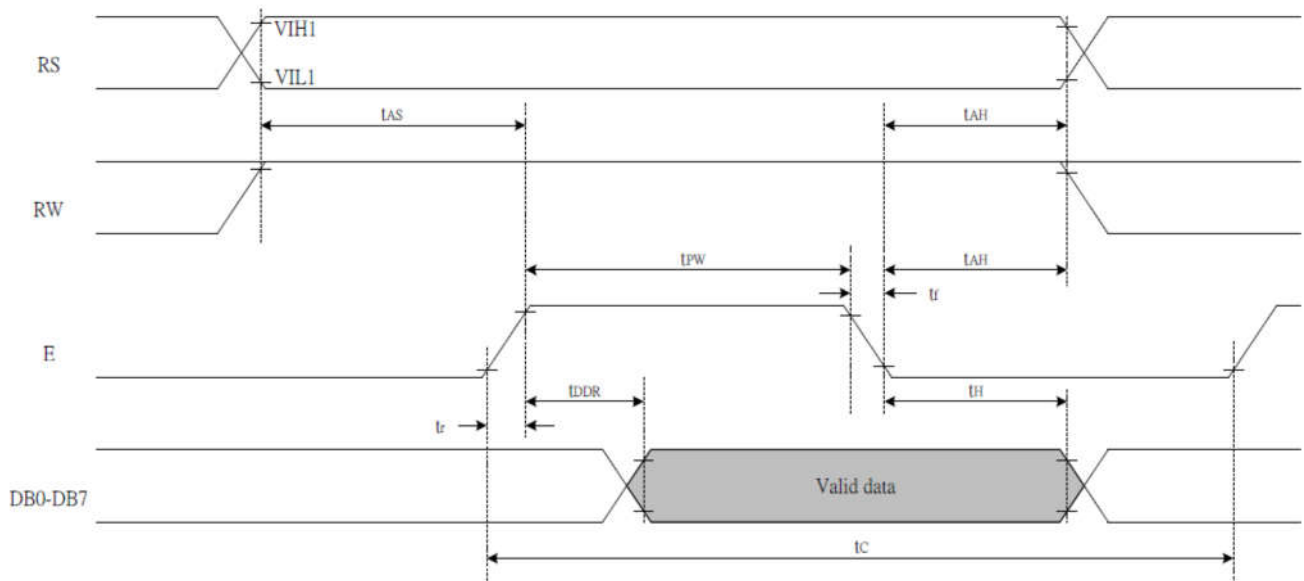 VIH1
RS
VIL1
tAS
tAH
RW
tPW
tAH
tf
E
tDDR
tH
tr
Valid data
DB0-DB7
tC